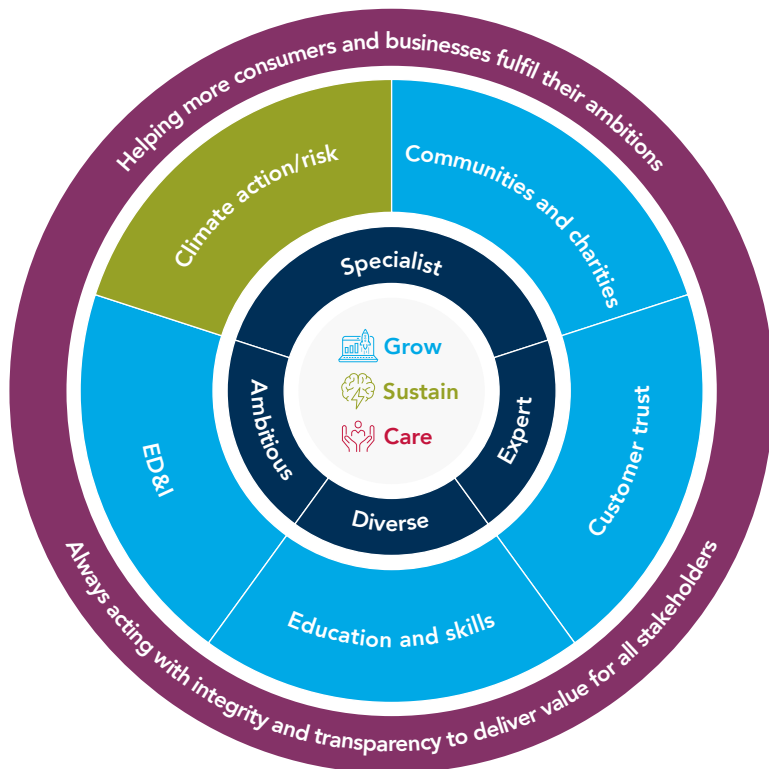 Helping more consumers and businesses fulfil their ambitions
Climate action/risk
Communities and charities
Specialist
Grow
Sustain
Care
Ambitious
Expert
Diverse
ED&I
Customer trust
Education and skills
Always acting with integrity and transparency to deliver value for all stakeholders